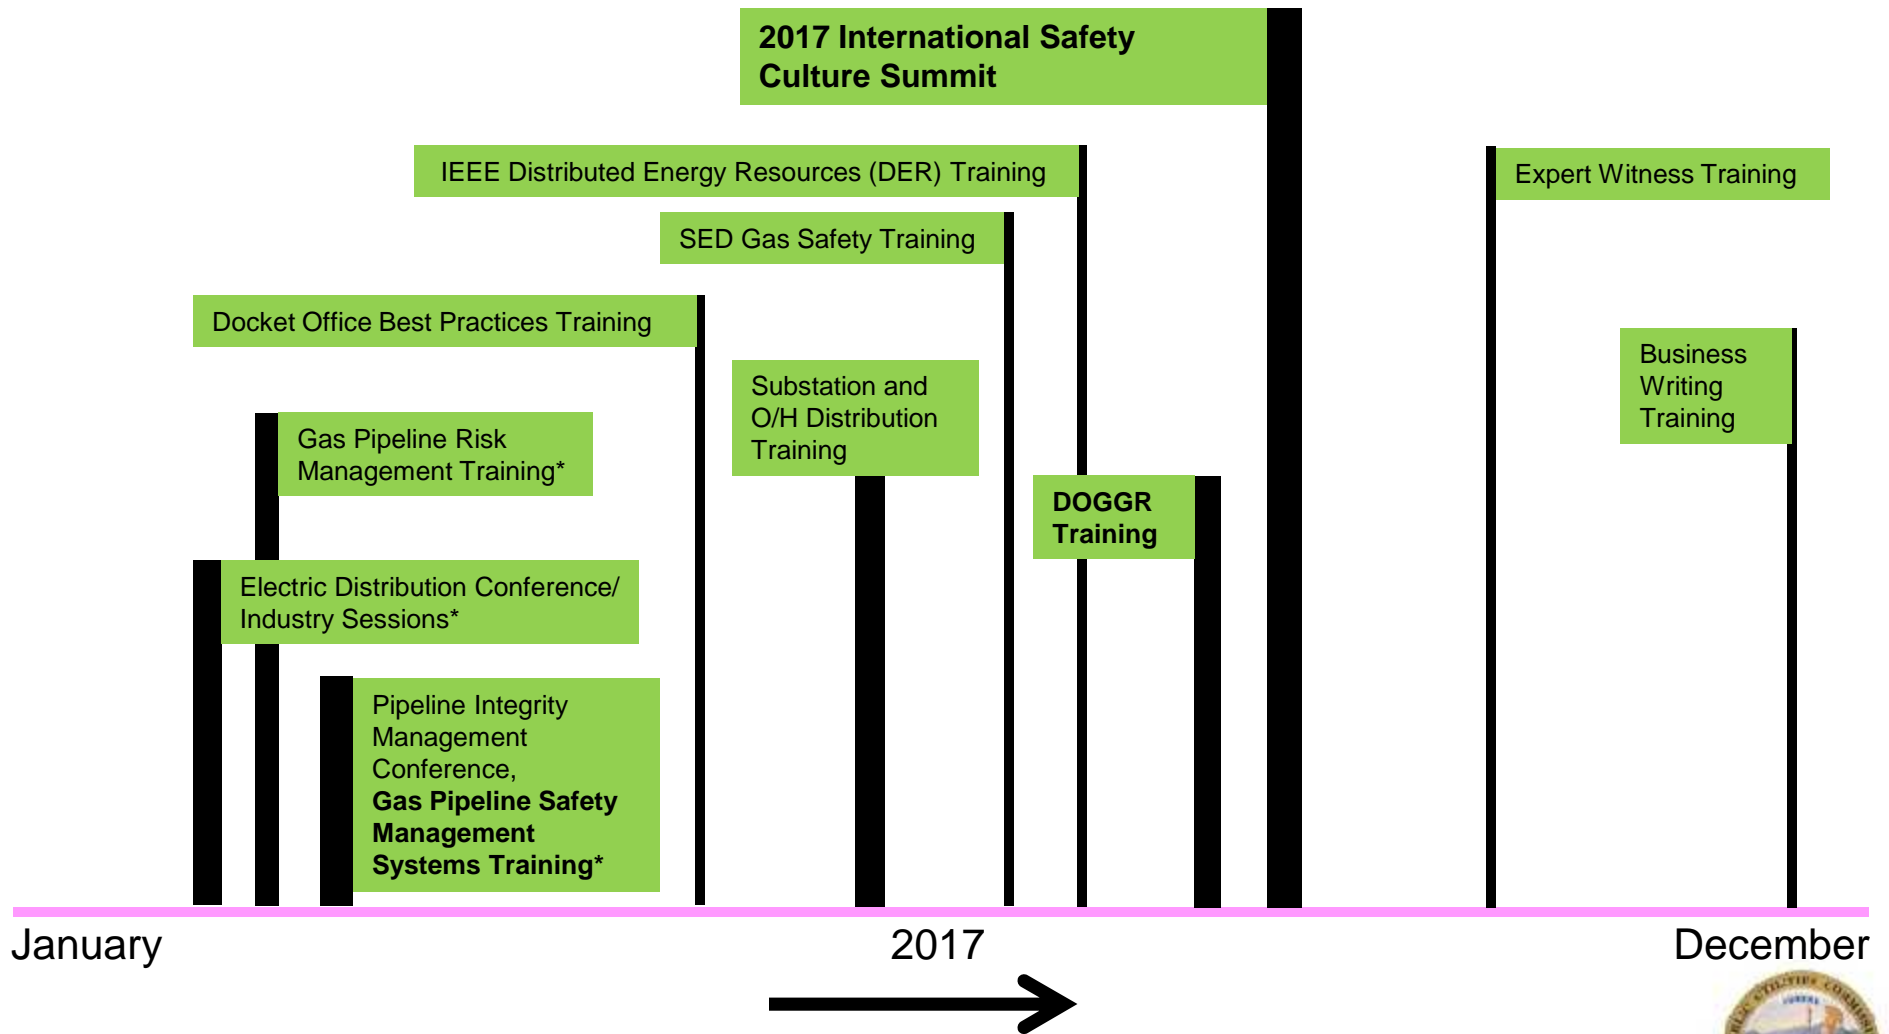 2017 International Safety
Culture Summit
IEEE Distributed Energy Resources (DER) Training
Expert Witness Training
SED Gas Safety Training
Docket Office Best Practices Training
Business
Writing
Training
Substation and
O/H Distribution
Training
Gas Pipeline Risk
Management Training*
DOGGR
Training
Electric Distribution Conference/
Industry Sessions*
Pipeline Integrity
Management
Conference,
Gas Pipeline Safety
Management
Systems Training*
January
2017
December